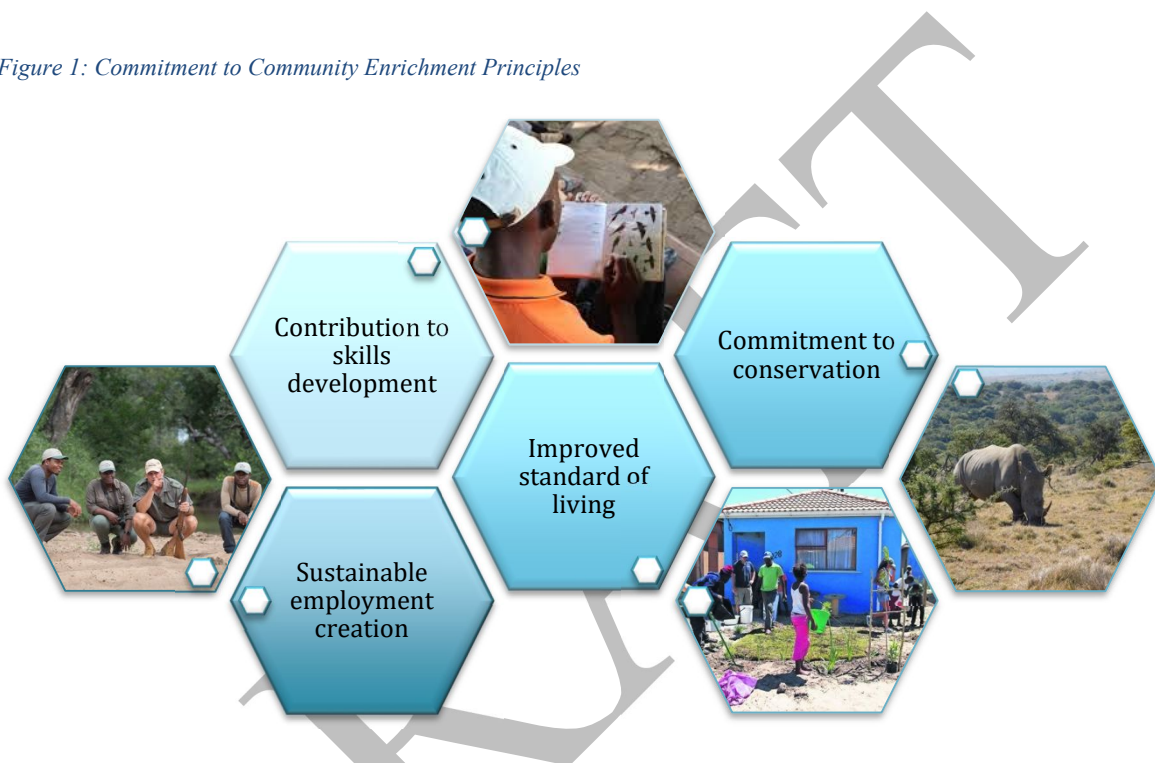 Figure 1: Commitment to Community Enrichment Principles
Contribution to
skills
development
Commitment to
conservation
Improved
standard of
living
Sustainable
employment
creation